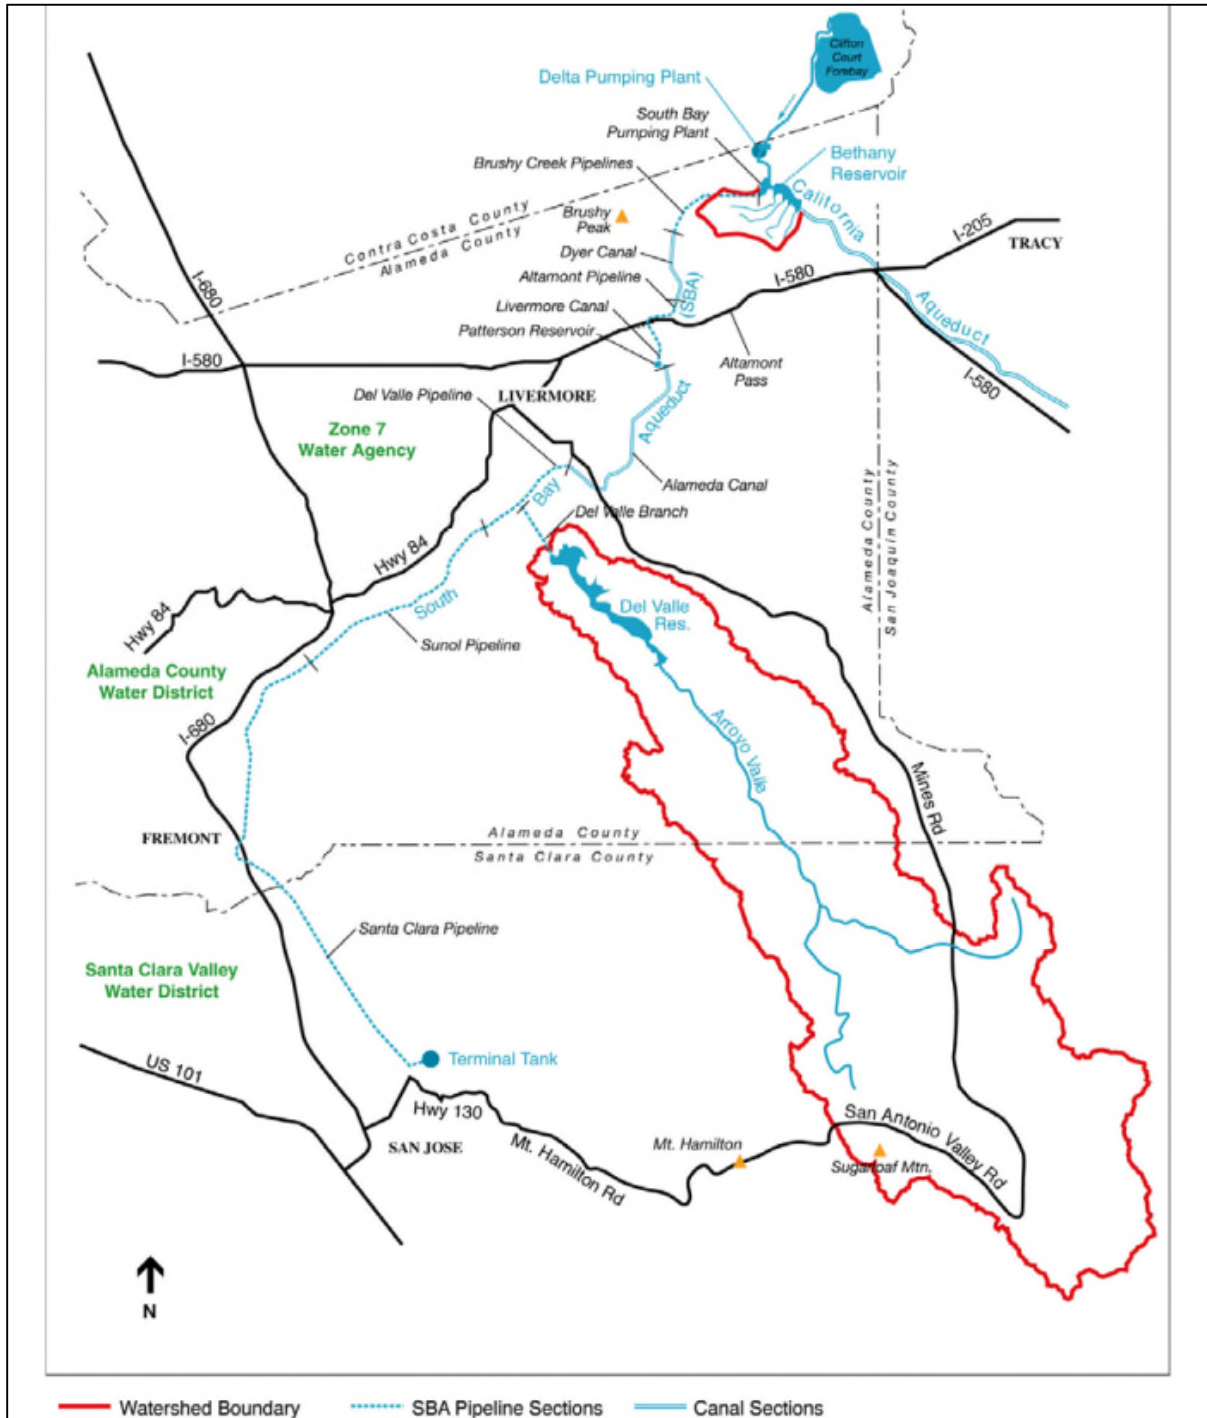 Clifton
Court
Forebay
Delta Pumping Plant
South Bay
Pumping Plant
Brushy Creek Pipelines
Bethany
Reservoir
California
Brushy
Peak
Contra Costa County
Alameda County
I-205
TRACY
Dyer Canal
Altamont Pipeline
I-580
(SBA)
I-680
Livermore Canal
Aqueduct
Patterson Reservoir
I-580
Altamont
Pass
I-580
Del Valle Pipeline
LIVERMORE
Aqueduct
Zone 7
Water Agency
Alameda Canal
Bay
Del Valle Branch
Alameda County
San Joaquin County
Hwy 84
South
Del Valle
Res.
Hwy 84
Sunol Pipeline
Alameda County
Water District
Arroyo Valle
I-680
Mines Rd
FREMONT
Alameda County
Santa Clara County
Santa Clara Pipeline
Santa Clara Valley
Water District
Terminal Tank
US 101
Hwy 130
San Antonio Valley Rd
SAN JOSE
Mt. Hamilton Rd
Mt. Hamilton
Sugarloaf Mtn.
N
Watershed Boundary
SBA Pipeline Sections
Canal Sections